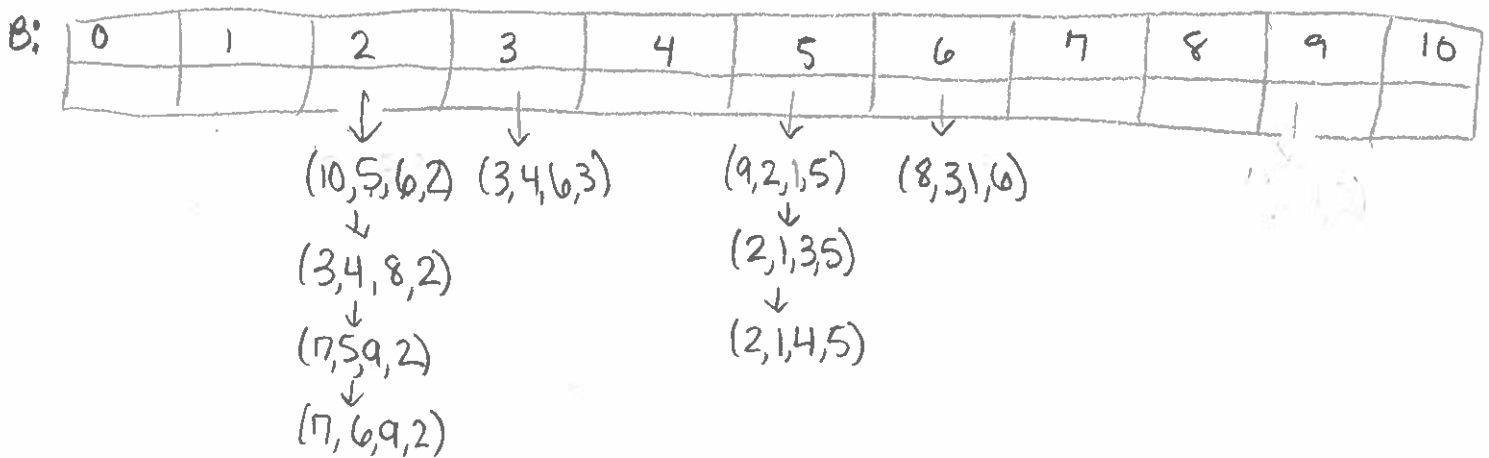 B: 0 1 2 3 4 5 6 7 8 9 10
(10,5,6,2) (3,4,6,3) (9,2,1,5) (8,3,1,6)
(3,4,8,2) (2,1,3,5)
(7,5,9,2) (2,1,4,5)
(7,6,9,2)